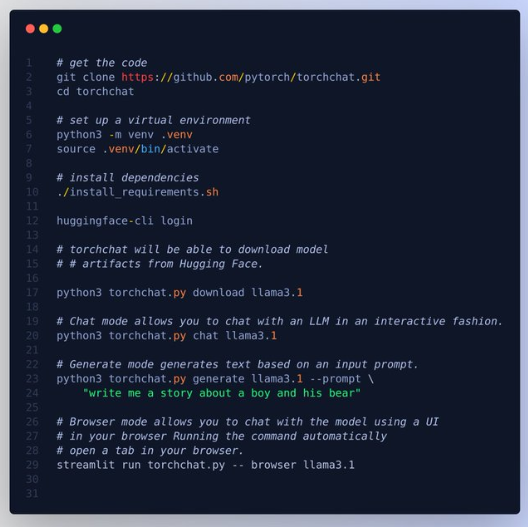 1 # get the code
2 git clone https://github.com/pytorch/torchchat.git
3 cd torchchat
4
5 # set up a virtual environment
6 python3 -m venv .venv
7 source .venv/bin/activate
8
9 # install dependencies
10 ./install_requirements.sh
11
12 huggingface-cli login
13
14 # torchchat will be able to download model
15 # # artifacts from Hugging Face.
16
17 python3 torchchat.py download llama3.1
18
19 # Chat mode allows you to chat with an LLM in an interactive fashion.
20 python3 torchchat.py chat llama3.1
21
22 # Generate mode generates text based on an input prompt.
23 python3 torchchat.py generate llama3.1 --prompt \
24 "write me a story about a boy and his bear"
25
26 # Browser mode allows you to chat with the model using a UI
27 # in your browser Running the command automatically
28 # open a tab in your browser.
29 streamlit run torchchat.py -- browser llama3.1
30
31